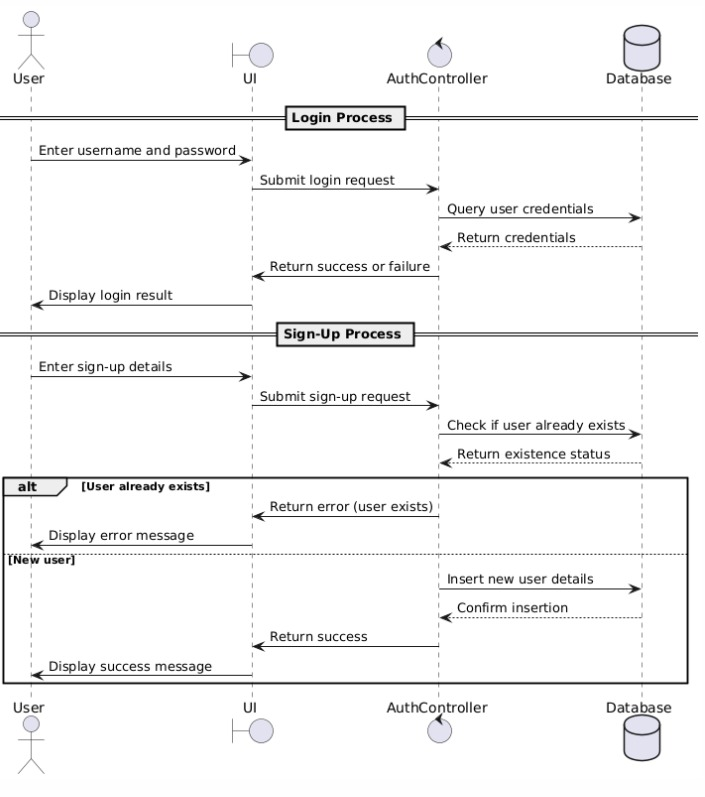 User UI AuthController Database
Login Process
Enter username and password
Submit login request
Query user credentials
Return credentials
Return success or failure
Display login result
Sign-Up Process
Enter sign-up details
Submit sign-up request
Check if user already exists
Return existence status
alt [User already exists]
Return error (user exists)
Display error message
[New user]
Insert new user details
Confirm insertion
Return success
Display success message
User UI AuthController Database